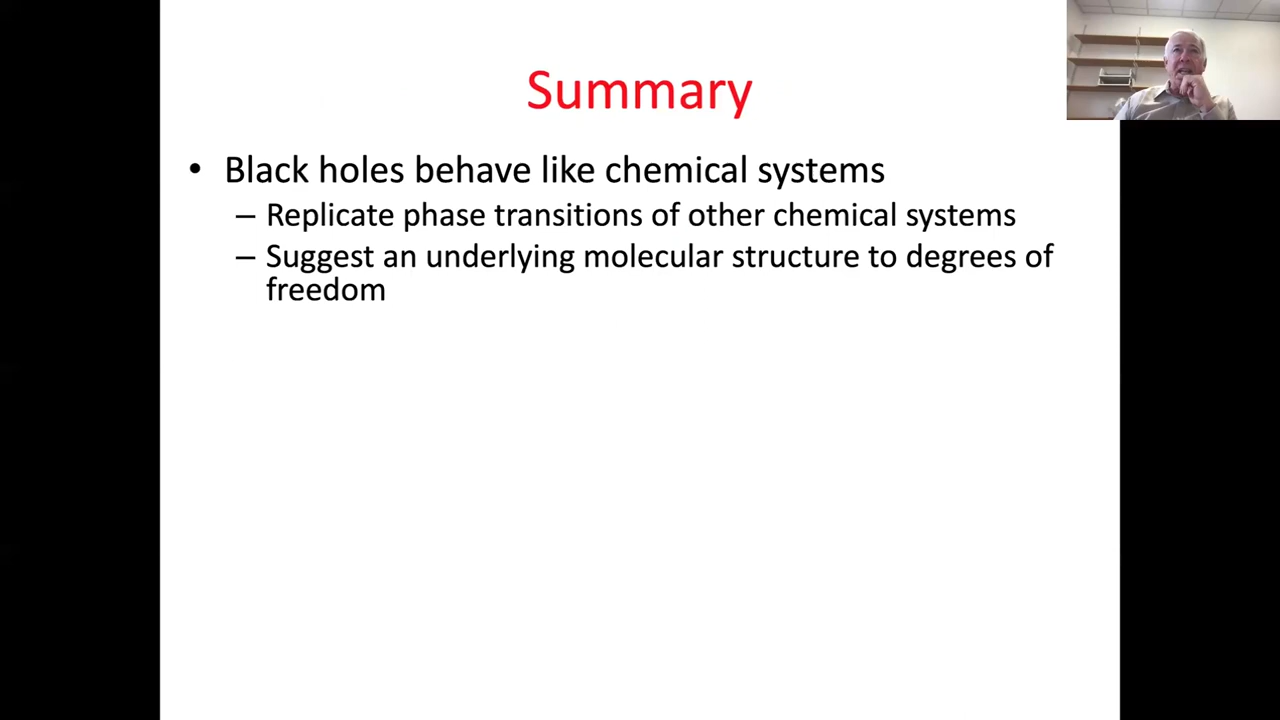 Summary
• Black holes behave like chemical systems
– Replicate phase transitions of other chemical systems
– Suggest an underlying molecular structure to degrees of
freedom